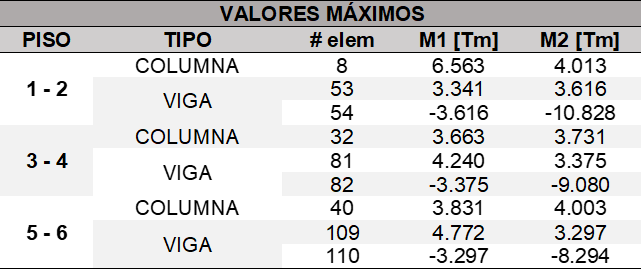 VALORES MÁXIMOS
PISO TIPO # elem M1 [Tm] M2 [Tm]
1 - 2 COLUMNA 8 6.563 4.013
VIGA 53 3.341 3.616
54 -3.616 -10.828
3 - 4 COLUMNA 32 3.663 3.731
VIGA 81 4.240 3.375
82 -3.375 -9.080
5 - 6 COLUMNA 40 3.831 4.003
VIGA 109 4.772 3.297
110 -3.297 -8.294